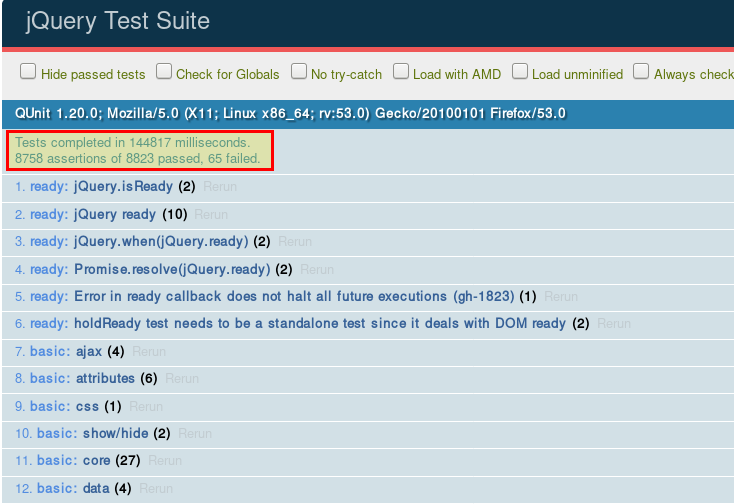 jQuery Test Suite
Hide passed tests Check for Globals No try-catch Load with AMD Load unminified Always check
QUnit 1.20.0; Mozilla/5.0 (X11; Linux x86_64; rv:53.0) Gecko/20100101 Firefox/53.0
Tests completed in 144817 milliseconds.
8758 assertions of 8823 passed, 65 failed.
1. ready: jQuery.isReady (2) Rerun
2. ready: jQuery ready (10) Rerun
3. ready: jQuery.when(jQuery.ready) (2) Rerun
4. ready: Promise.resolve(jQuery.ready) (2) Rerun
5. ready: Error in ready callback does not halt all future executions (gh-1823) (1) Rerun
6. ready: holdReady test needs to be a standalone test since it deals with DOM ready (2) Rerun
7. basic: ajax (4) Rerun
8. basic: attributes (6) Rerun
9. basic: css (1) Rerun
10. basic: show/hide (2) Rerun
11. basic: core (27) Rerun
12. basic: data (4) Rerun